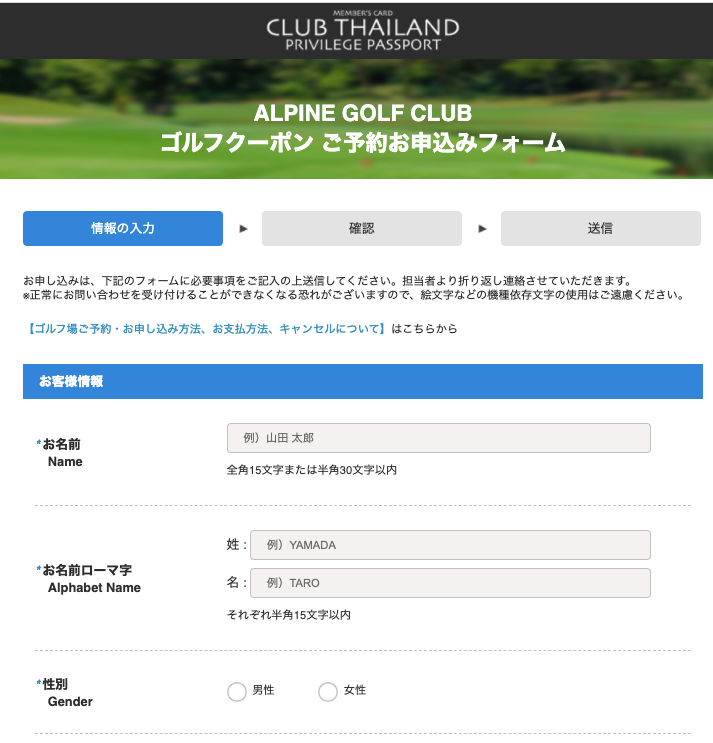 MEMBER'S CARD
CLUB THAILAND
PRIVILEGE PASSPORT
ALPINE GOLF CLUB
ゴルフクーポン ご予約お申込みフォーム
情報の入力 ▶ 確認 ▶ 送信
お申し込みは、下記のフォームに必要事項をご記入の上送信してください。担当者より折り返し連絡させていただきます。
※正常にお問い合わせを受け付けることができなくなる恐れがございますので、絵文字などの機種依存文字の使用はご遠慮ください。
【ゴルフ場ご予約・お申し込み方法、お支払方法、キャンセルについて】はこちらから
お客様情報
*お名前
Name
例）山田 太郎
全角15文字または半角30文字以内
*お名前ローマ字
Alphabet Name
姓 : 例）YAMADA
名 : 例）TARO
それぞれ半角15文字以内
*性別
Gender
男性 女性